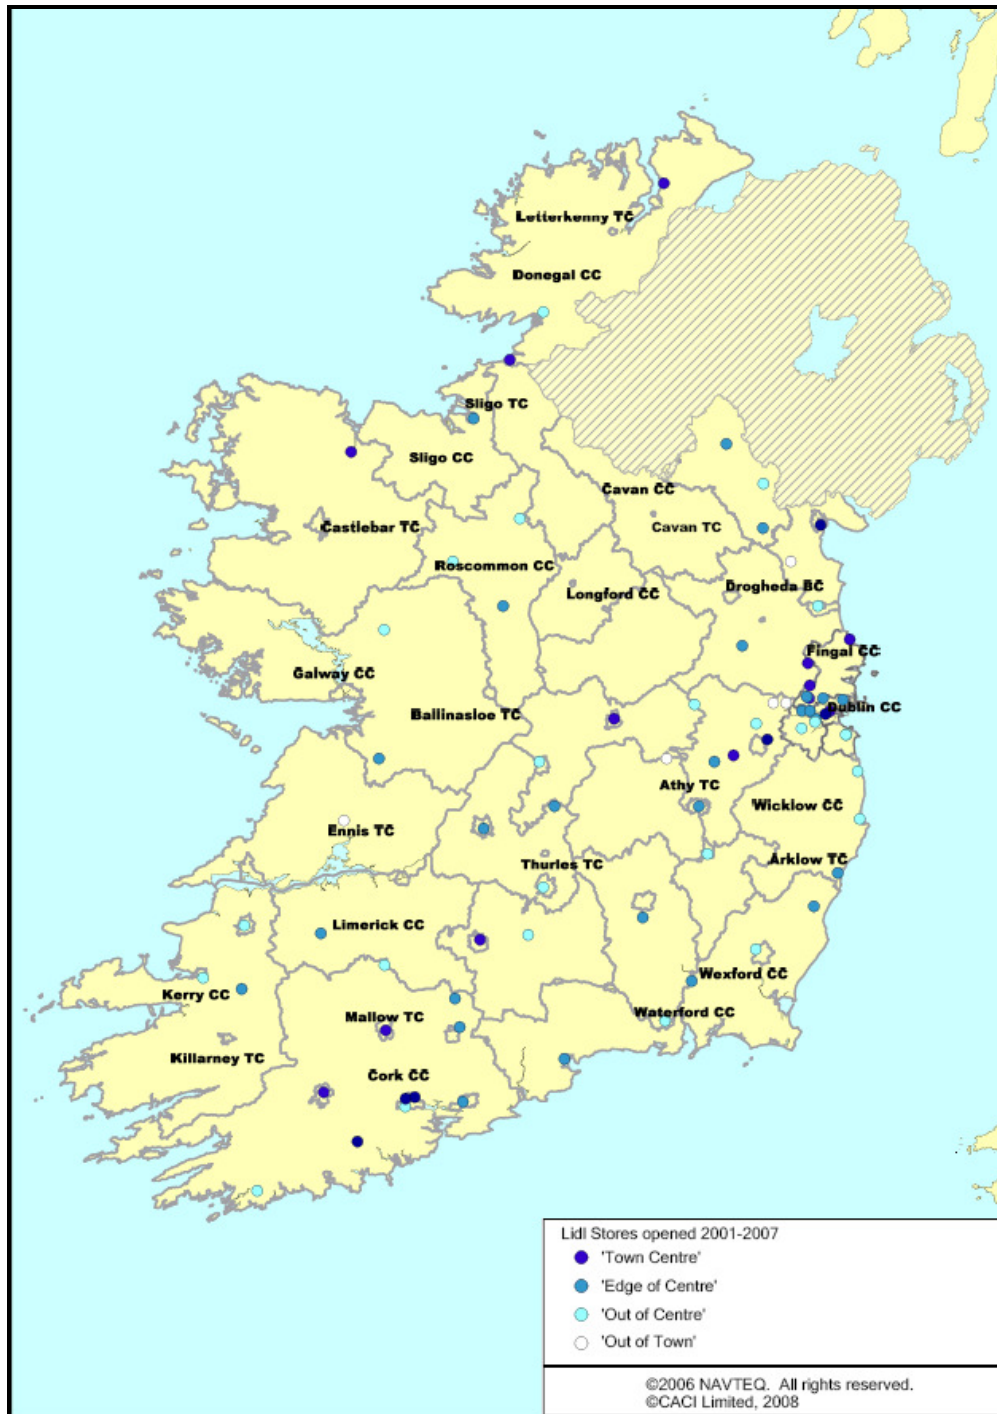 Letterkenny TC
Donegal CC
Sligo TC
Sligo CC
Cavan CC
Cavan TC
Castlebar TC
Roscommon CC
Longford CC
Drogheda BC
Fingal CC
Galway CC
Ballinasloe TC
Dublin CC
Athy TC
Wicklow CC
Ennis TC
Thurles TC
Arklow TC
Limerick CC
Wexford CC
Kerry CC
Mallow TC
Waterford CC
Killarney TC
Cork CC
Lidl Stores opened 2001-2007
'Town Centre'
'Edge of Centre'
'Out of Centre'
'Out of Town'
©2006 NAVTEQ. All rights reserved.
©CACI Limited, 2008